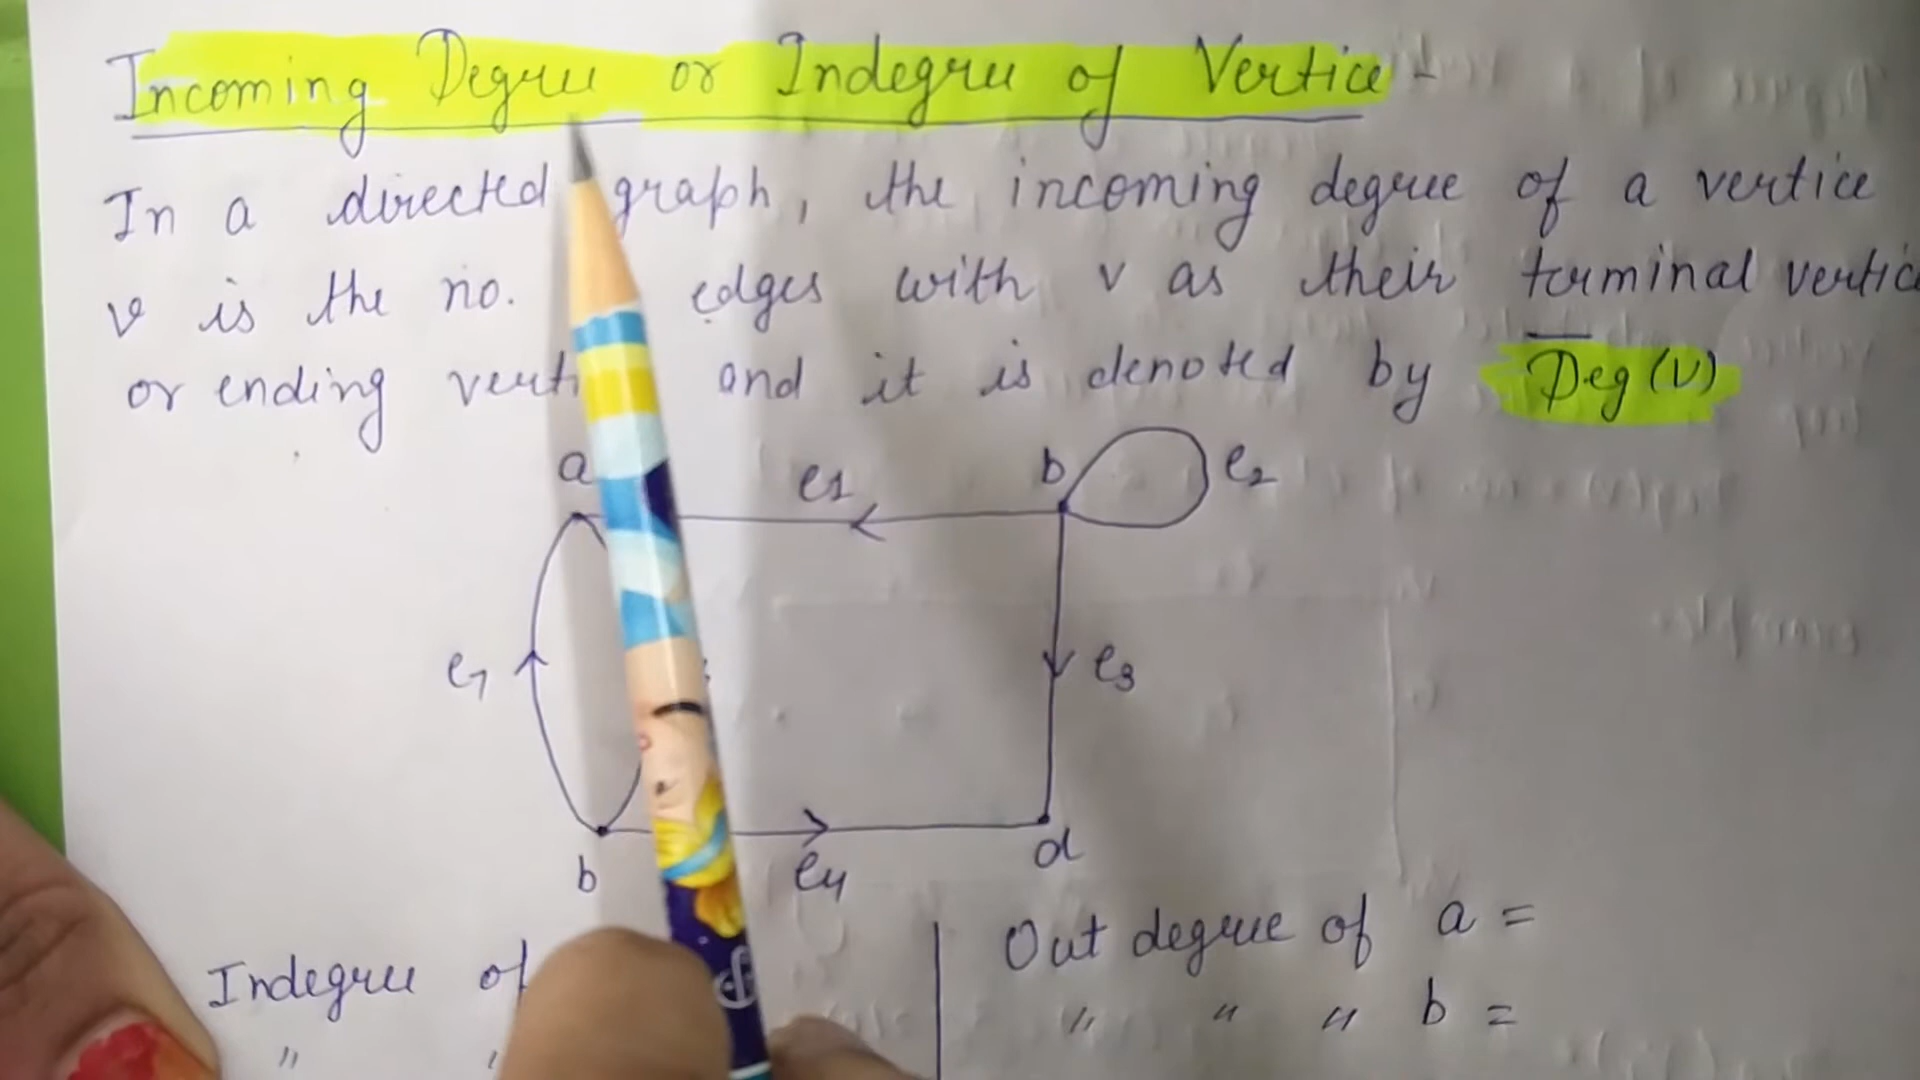 Incoming Degree or Indegree of Vertice -
In a directed graph, the incoming degree of a vertice
v is the no. edges with v as their terminal vertice
or ending and it is denoted by Deg(V)
a e1 b e2
e7 e3
b e4 d
Indegree of
Out degree of a =
" " " b =
"